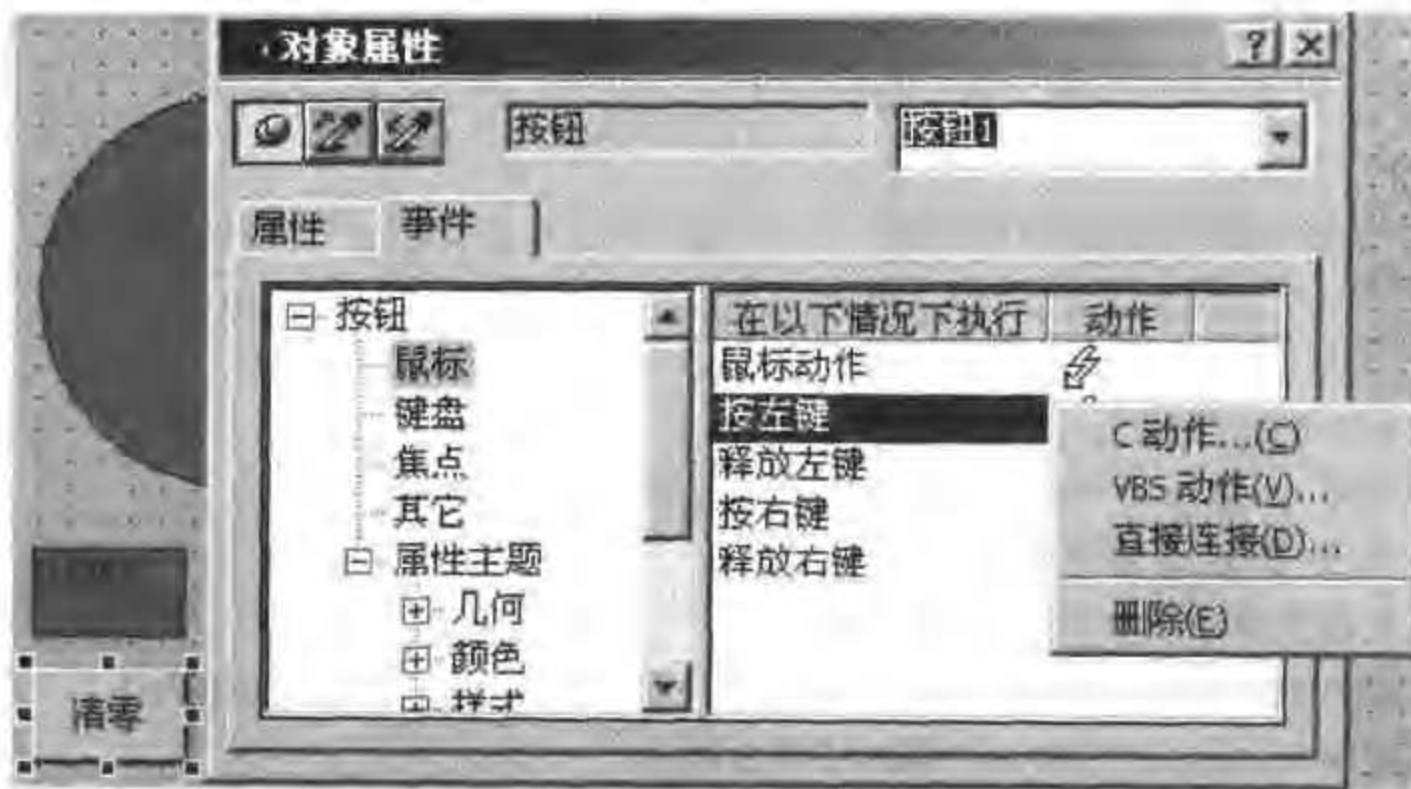 对象属性
按钮
按钮1
属性
事件
按钮
鼠标
键盘
焦点
其它
属性主题
几何
颜色
样式
在以下情况下执行 动作
鼠标动作
按左键
释放左键
按右键
释放右键
C 动作...(C)
VBS 动作(V)...
直接连接(D)...
删除(E)
清零